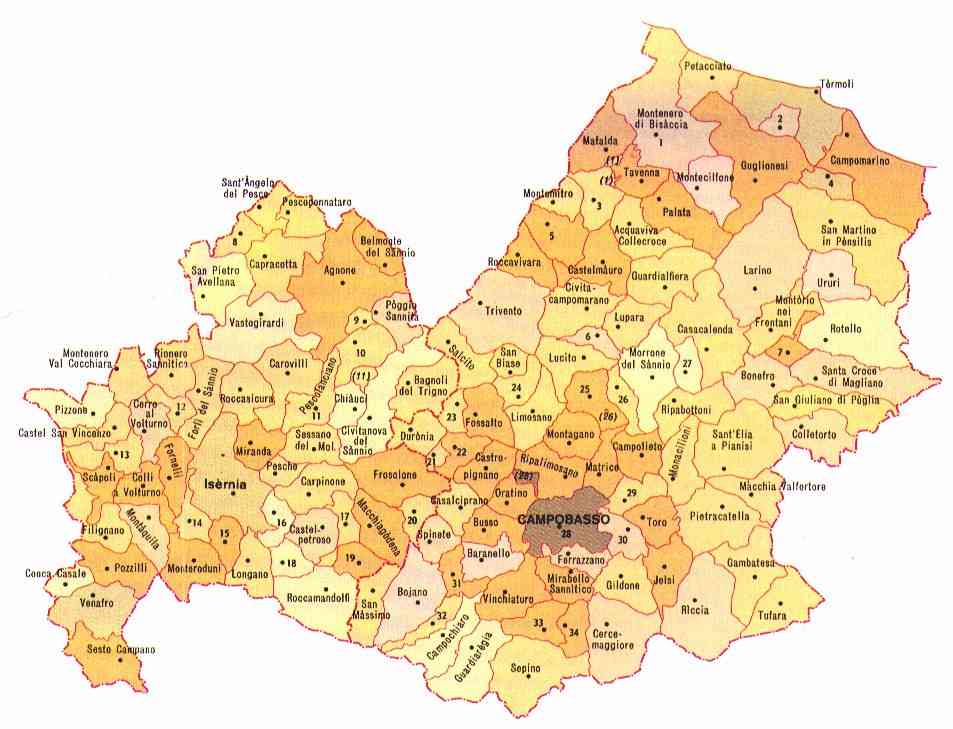 Petacciato
Tèrmoli
Montenero
di Bisàccia
1
2
Mafalda
(1)
Campomarino
Guglionesi
Tavenna
(1)
Montecilfone
4
Sant'Àngelo
del Pesco
Pescopennataro
Montemitro
3
Palata
8
5
Acquaviva
Collecroce
San Martino
in Pènsilis
Belmonte
del Sànnio
Capracotta
Agnone
Roccavivara
Castelmàuro
Guardialfiera
Larino
Ururi
San Pietro
Avellana
Civita-
campomarano
Pòggio
Sannita
Trivento
Montòrio
nei
Frentani
Vastogirardi
9
Lupara
Casacalenda
Rotello
6
10
Salcito
San
Biase
Lucito
Morrone
del Sànnio
7
Montenero
Val Cocchiara
Rionero
Sannitico
Carovilli
Pescolanciano
(11)
27
Bonefro
Santa Croce
di Magliano
Forlì del Sànnio
Bagnoli
del Trigno
24
25
26
Roccasicura
Chiàuci
San Giuliano di Pùglia
Pizzone
Cerro
al
Volturno
12
11
23
Limosano
(26)
Ripabottoni
Castel San Vincenzo
Fossalto
Colletorto
Civitanova
del
Sànnio
Durònia
Montagano
Monacilioni
Sant'Elìa
a Pianisi
Sessano
del Mol.
Campolieto
13
Fornelli
Miranda
21
22
Castro-
pignano
Ripalimosano
Matrice
Scàpoli
Colli
a Volturno
Pesche
Frosolone
(28)
Isèrnia
Carpinone
Màcchia Valfortore
Oratino
29
Casalciprano
Montàquila
16
17
Macchiagòdena
20
Pietracatella
14
CAMPOBASSO
28
Toro
Filignano
Castel-
petroso
Busso
15
Spinete
30
Baranello
18
19
Ferrazzano
Gambatesa
Conca Casale
Pozzilli
Monteroduni
Longano
31
Mirabello
Sannitico
Gildone
Jelsi
Venafro
Roccamandolfi
San
Màssimo
Bojano
Vinchiaturo
Riccia
Tufara
32
Campochiaro
33
34
Cerce-
maggiore
Sesto Campano
Guardiarègia
Sepino